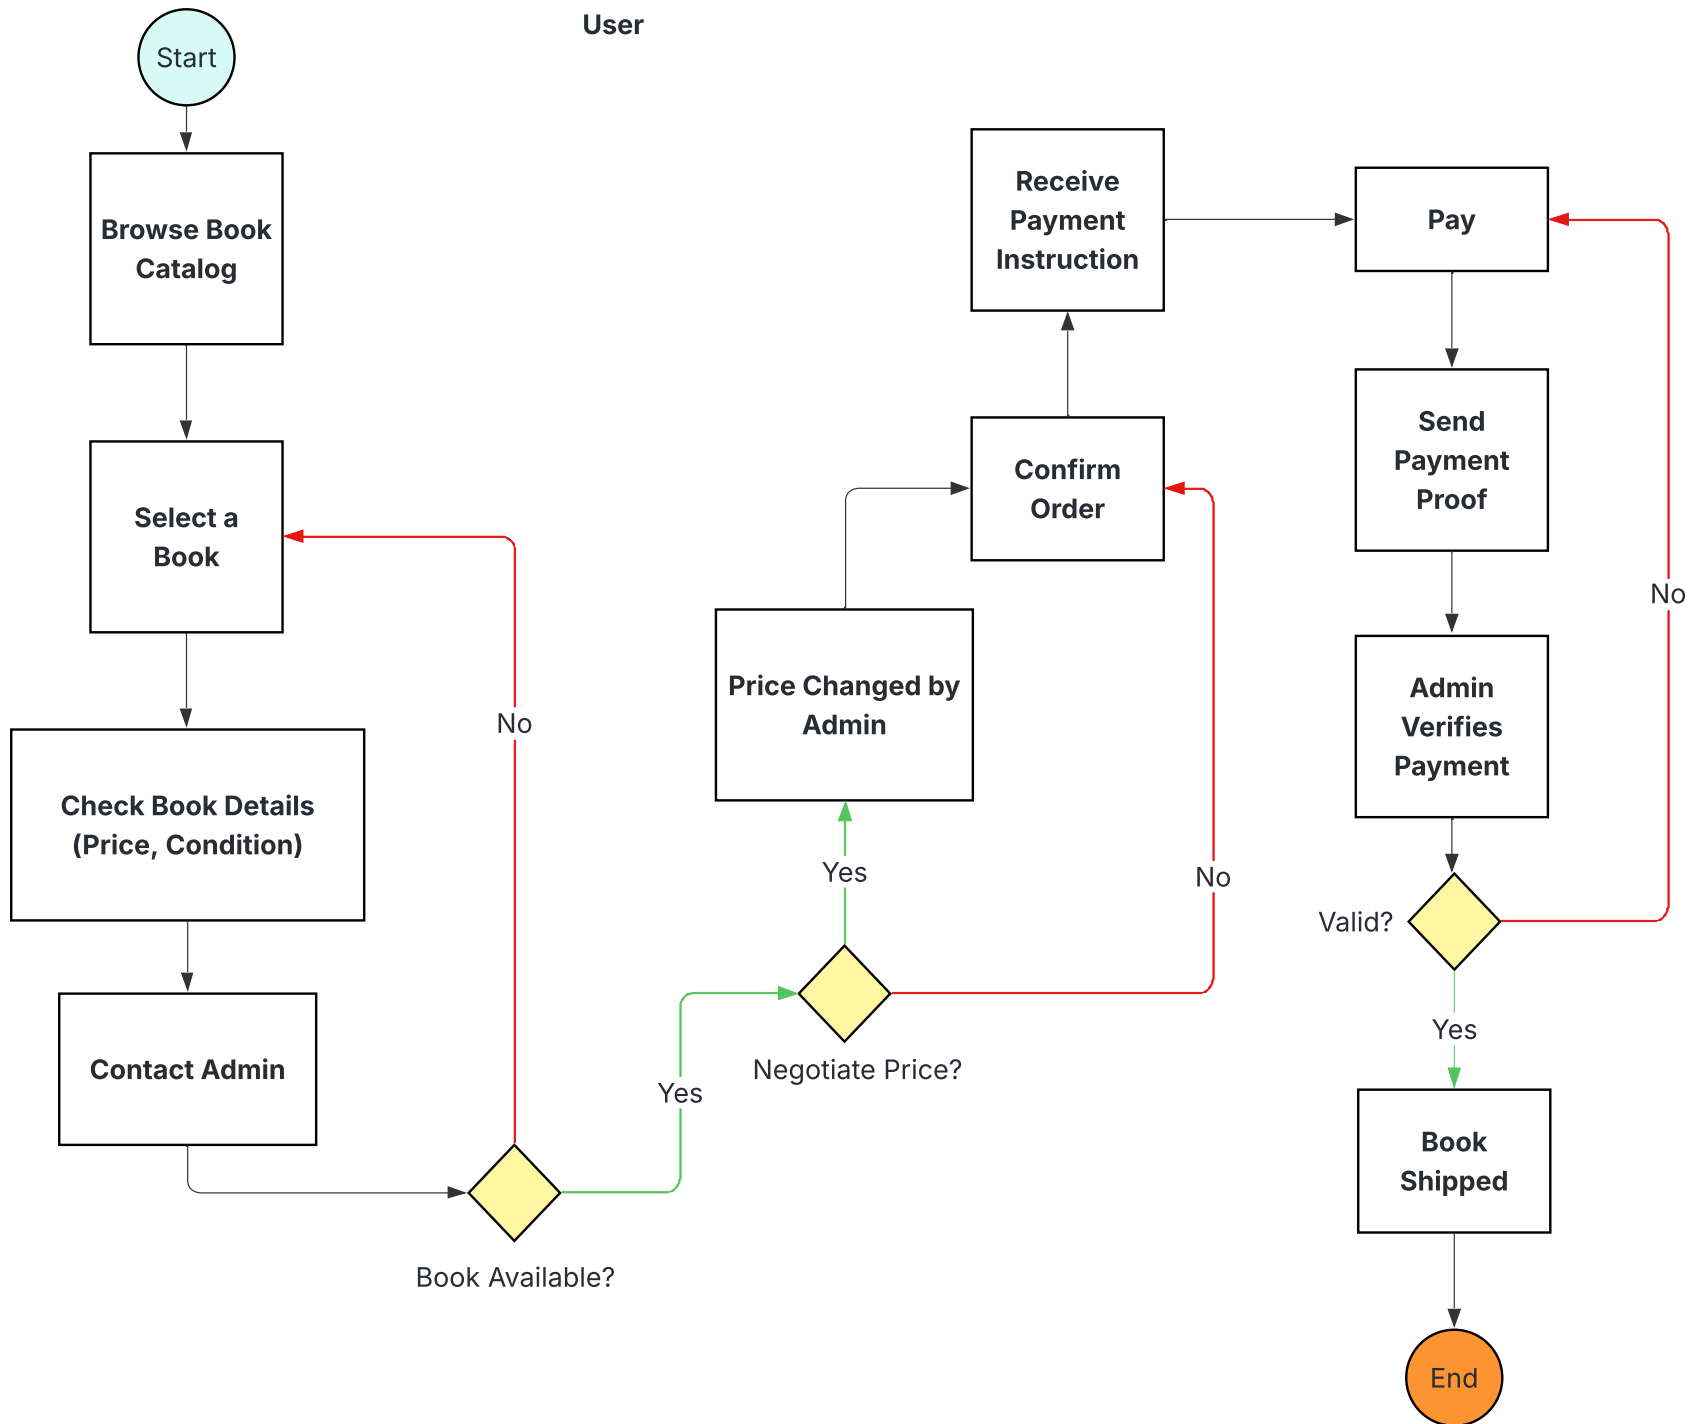 User
Start
Browse Book
Catalog
Select a
Book
Check Book Details
(Price, Condition)
Contact Admin
Book Available?
No
Yes
Negotiate Price?
Yes
No
Price Changed by
Admin
Confirm
Order
Receive
Payment
Instruction
Pay
Send
Payment
Proof
Admin
Verifies
Payment
Valid?
No
Yes
Book
Shipped
End